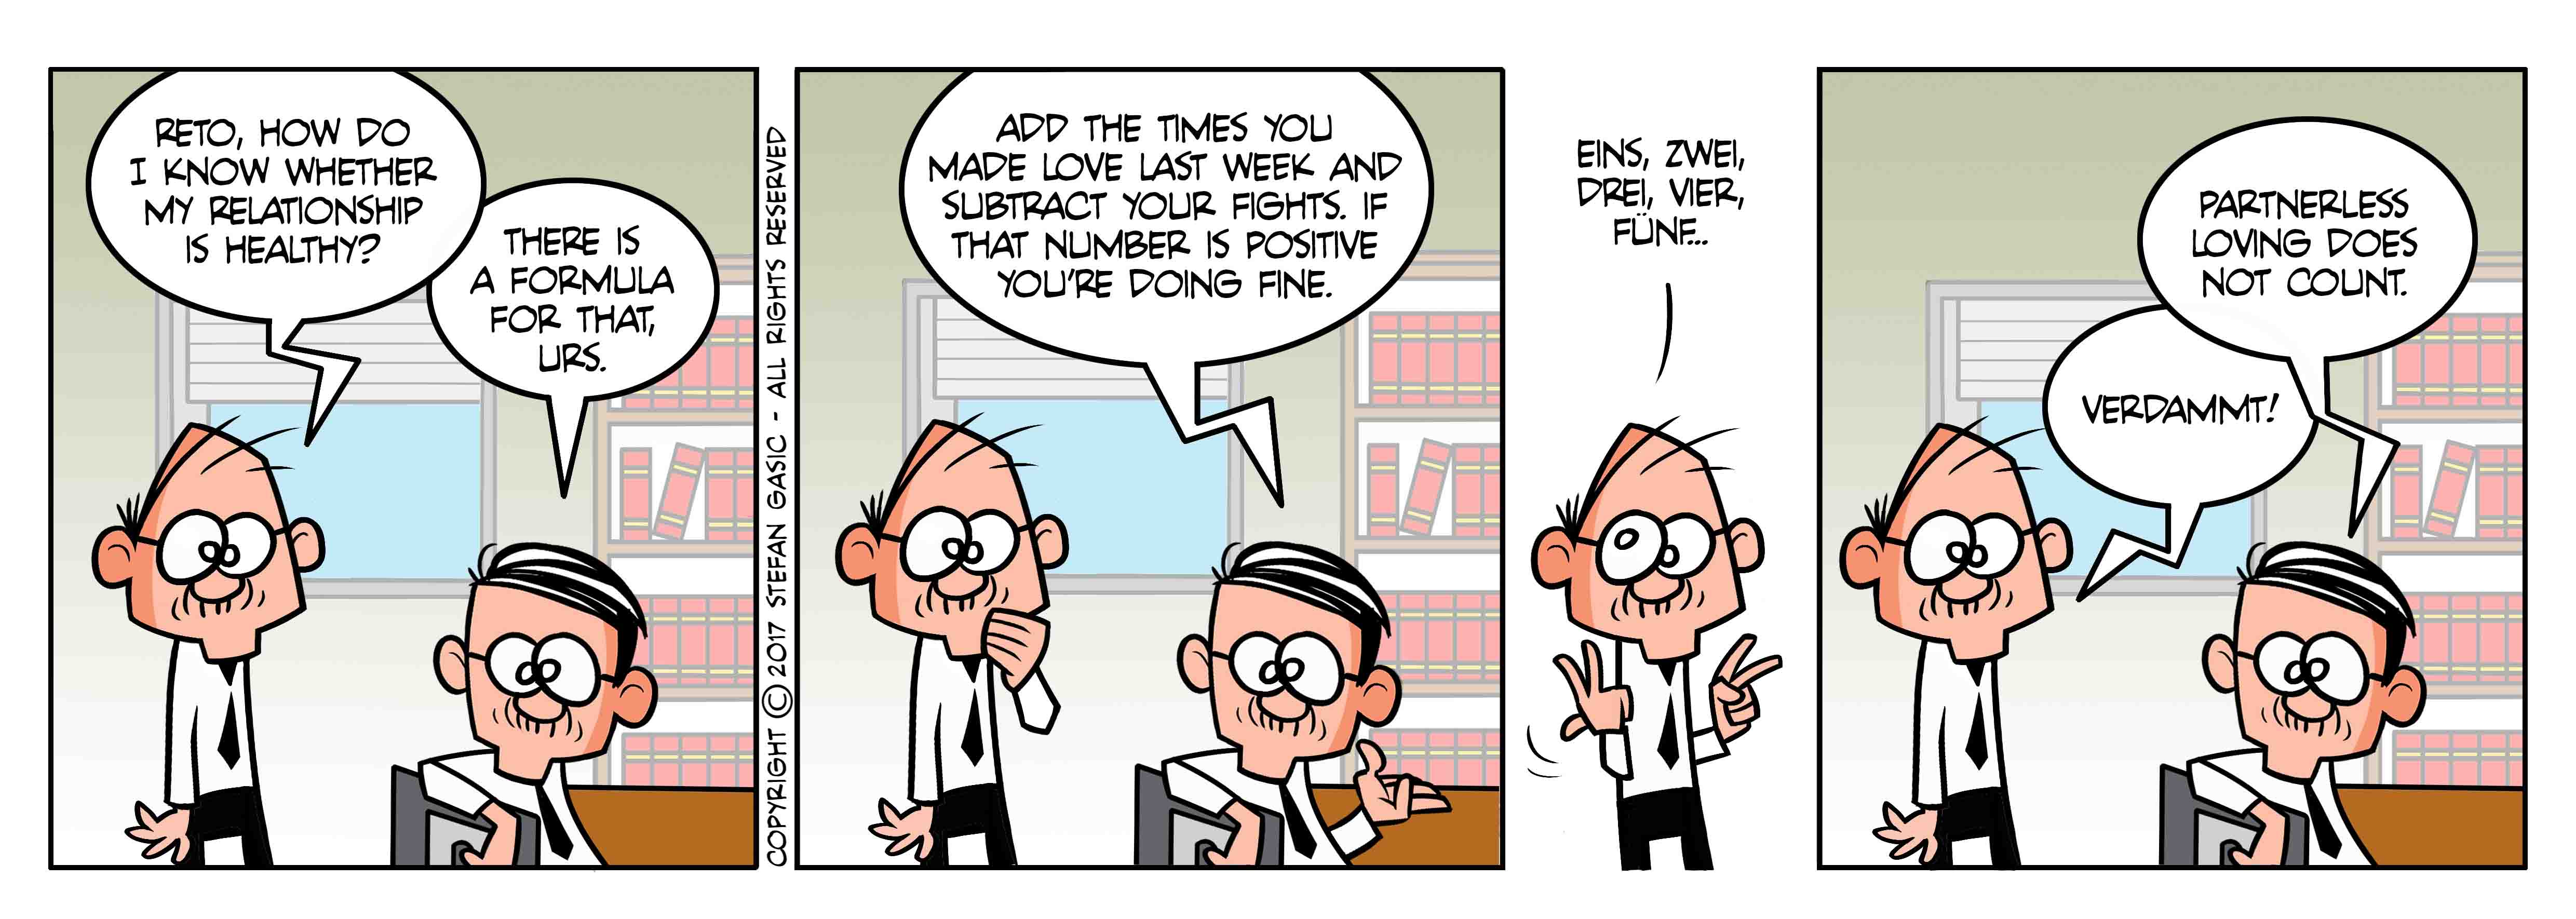 RETO, HOW DO
I KNOW WHETHER
MY RELATIONSHIP
IS HEALTHY?
THERE IS
A FORMULA
FOR THAT,
URS.
COPYRIGHT © 2017 STEFAN GASIC - ALL RIGHTS RESERVED
ADD THE TIMES YOU
MADE LOVE LAST WEEK AND
SUBTRACT YOUR FIGHTS. IF
THAT NUMBER IS POSITIVE
YOU'RE DOING FINE.
EINS, ZWEI,
DREI, VIER,
FÜNF...
PARTNERLESS
LOVING DOES
NOT COUNT.
VERDAMMT!